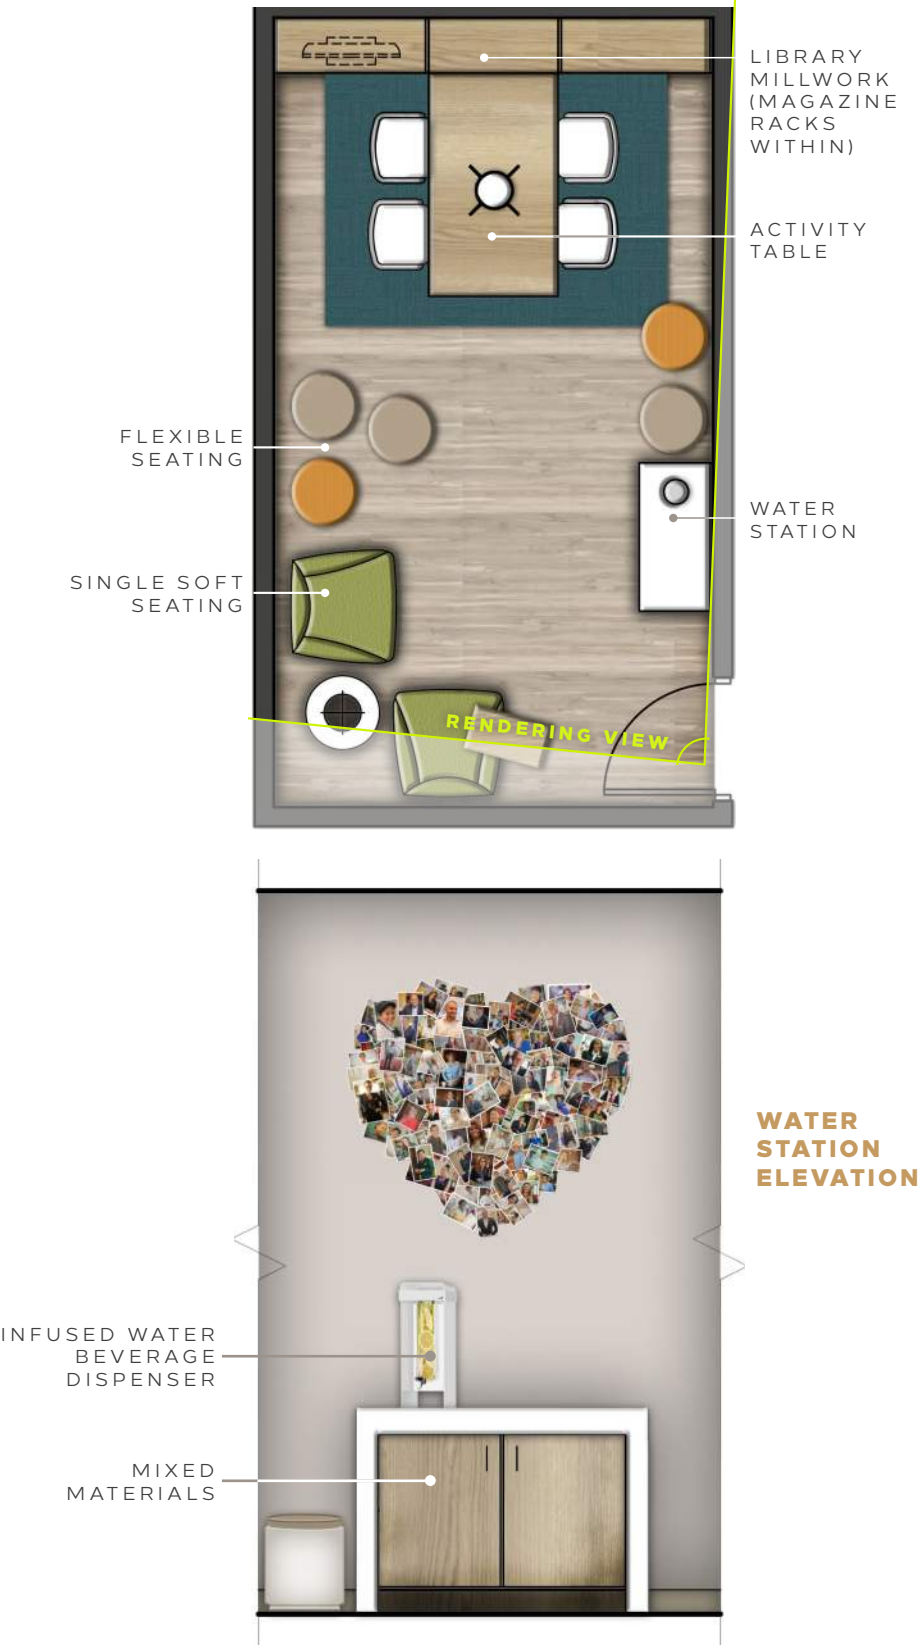 LIBRARY
MILLWORK
(MAGAZINE
RACKS
WITHIN)
ACTIVITY
TABLE
FLEXIBLE
SEATING
WATER
STATION
SINGLE SOFT
SEATING
RENDERING VIEW
WATER
STATION
ELEVATION
INFUSED WATER
BEVERAGE
DISPENSER
MIXED
MATERIALS